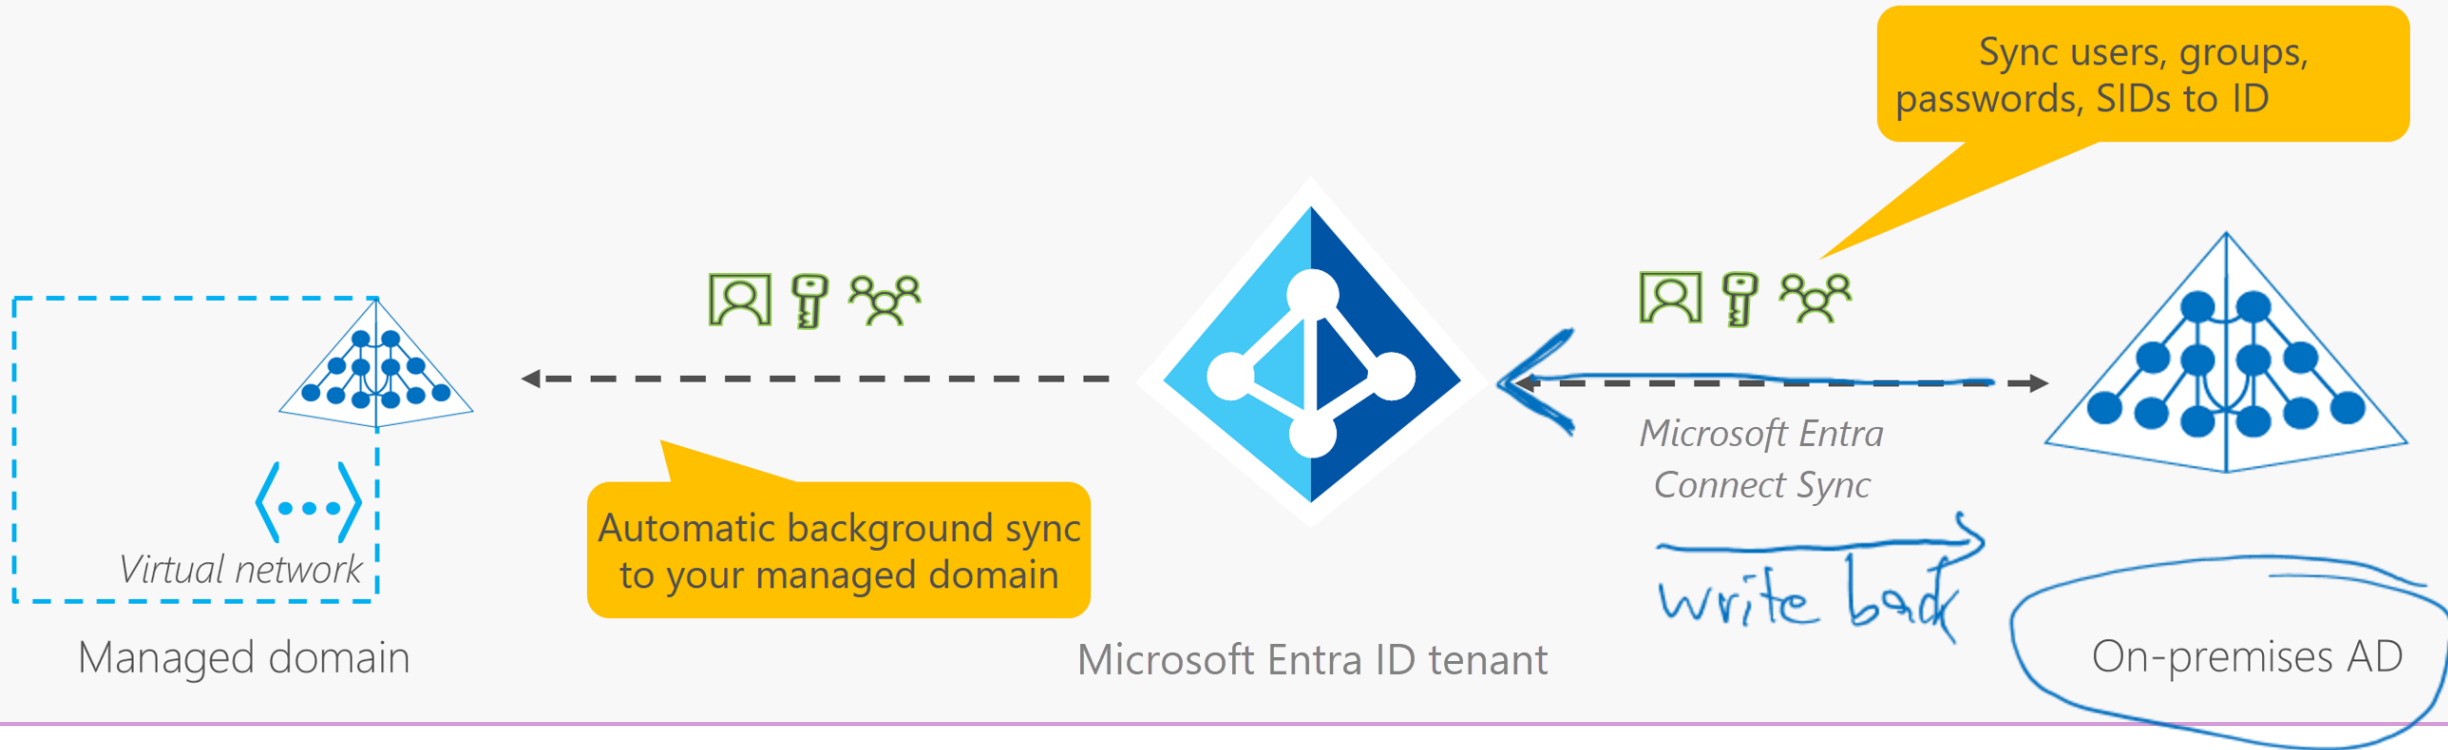 Sync users, groups,
passwords, SIDs to ID
Microsoft Entra
Connect Sync
write back
Automatic background sync
to your managed domain
Virtual network
Managed domain
Microsoft Entra ID tenant
On-premises AD